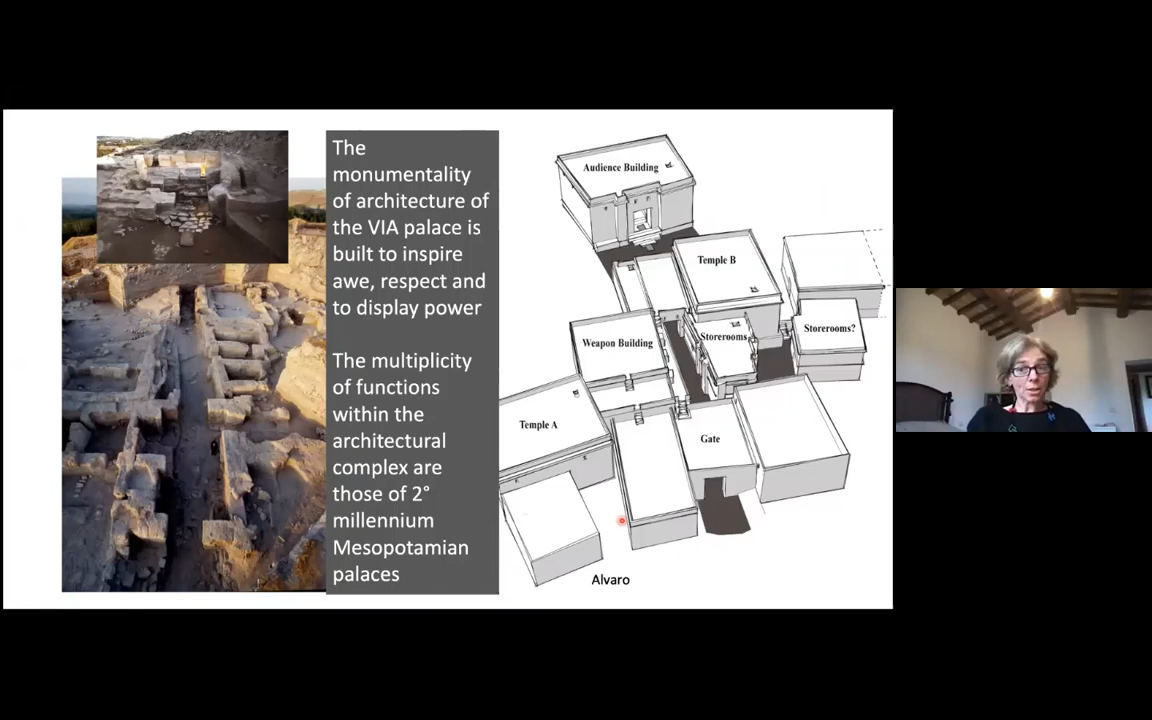 The
monumentality
of architecture of
the VIA palace is
built to inspire
awe, respect and
to display power
The multiplicity
of functions
within the
architectural
complex are
those of 2°
millennium
Mesopotamian
palaces
Audience Building
Temple B
Storerooms?
Weapon Building
Storerooms
Temple A
Gate
Alvaro